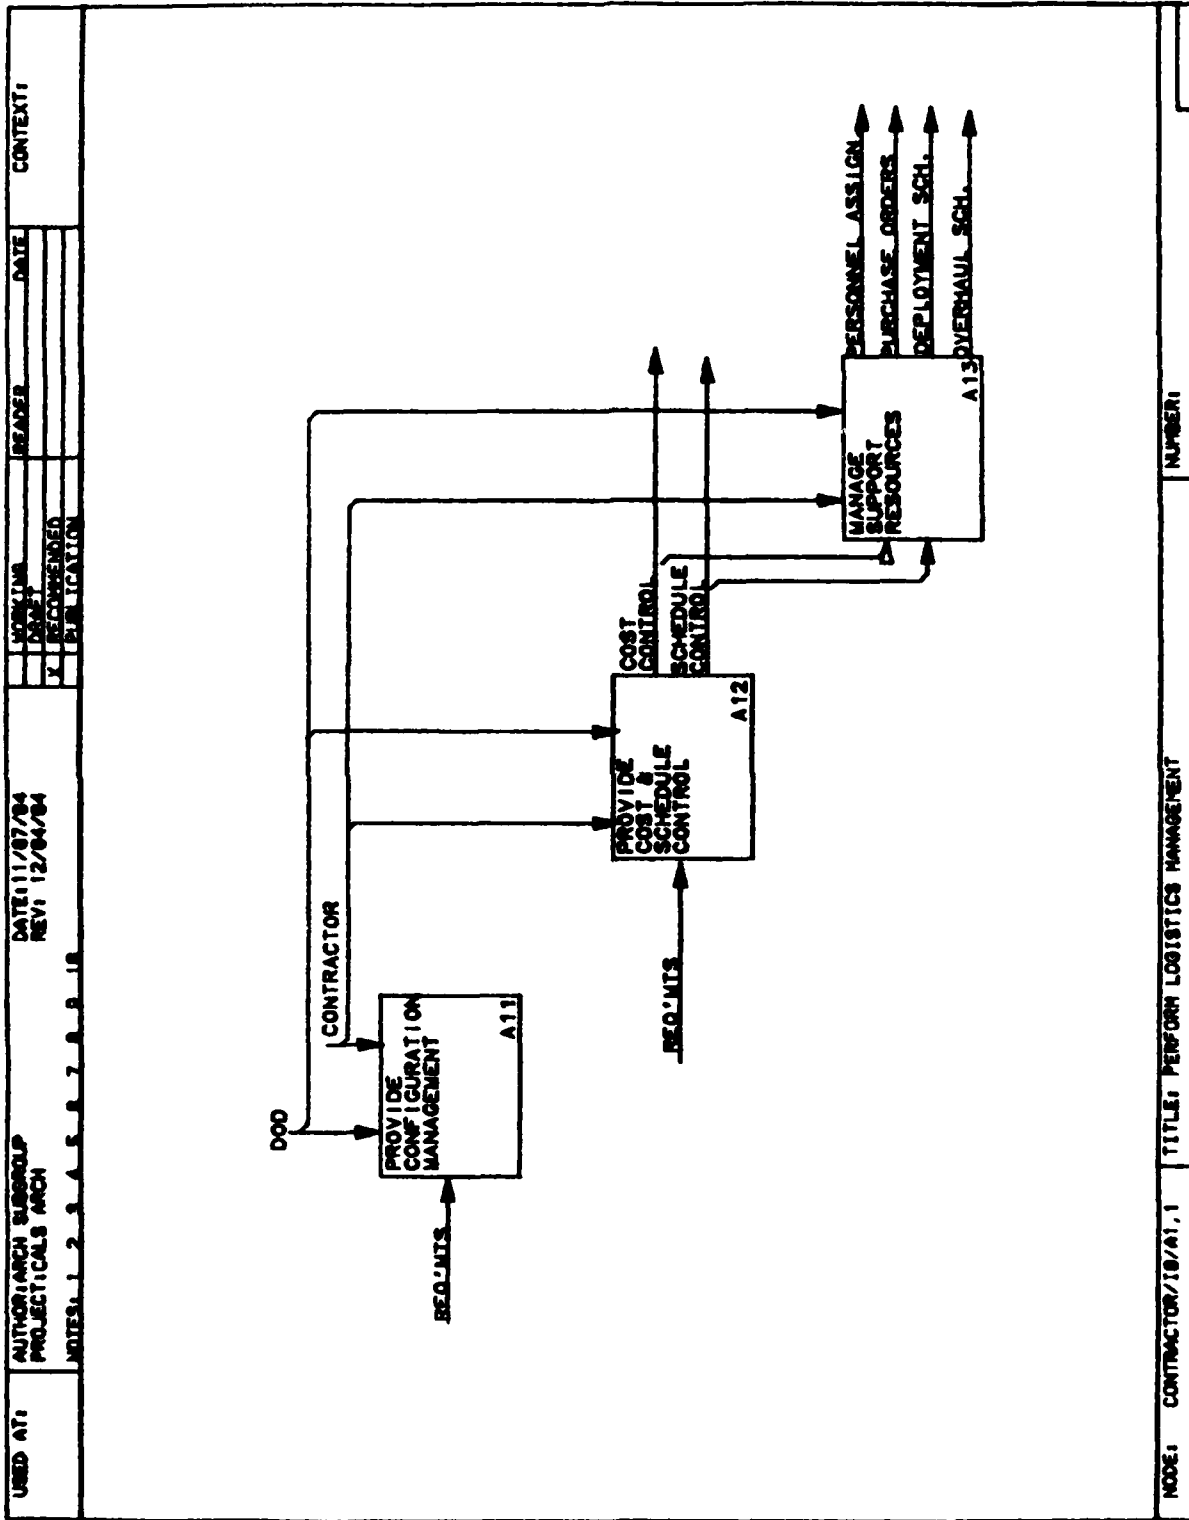 USED AT:
AUTHOR:ARCH SUBGROUP
PROJECT:CALS ARCH
NOTES: 1 2 3 4 5 6 7 8 9 10
DATE:11/07/84
REV: 12/04/84
WORKING
DRAFT
X RECOMMENDED
PUBLICATION
READER
DATE
CONTEXT:
DOD
CONTRACTOR
REQ'MTS
PROVIDE
CONFIGURATION
MANAGEMENT
A11
REQ'MTS
PROVIDE
COST &
SCHEDULE
CONTROL
A12
COST
CONTROL
SCHEDULE
CONTROL
MANAGE
SUPPORT
RESOURCES
A13
PERSONNEL ASSIGN.
PURCHASE ORDERS
DEPLOYMENT SCH.
OVERHAUL SCH.
NODE:
CONTRACTOR/I0/A1.1
TITLE: PERFORM LOGISTICS MANAGEMENT
NUMBER: